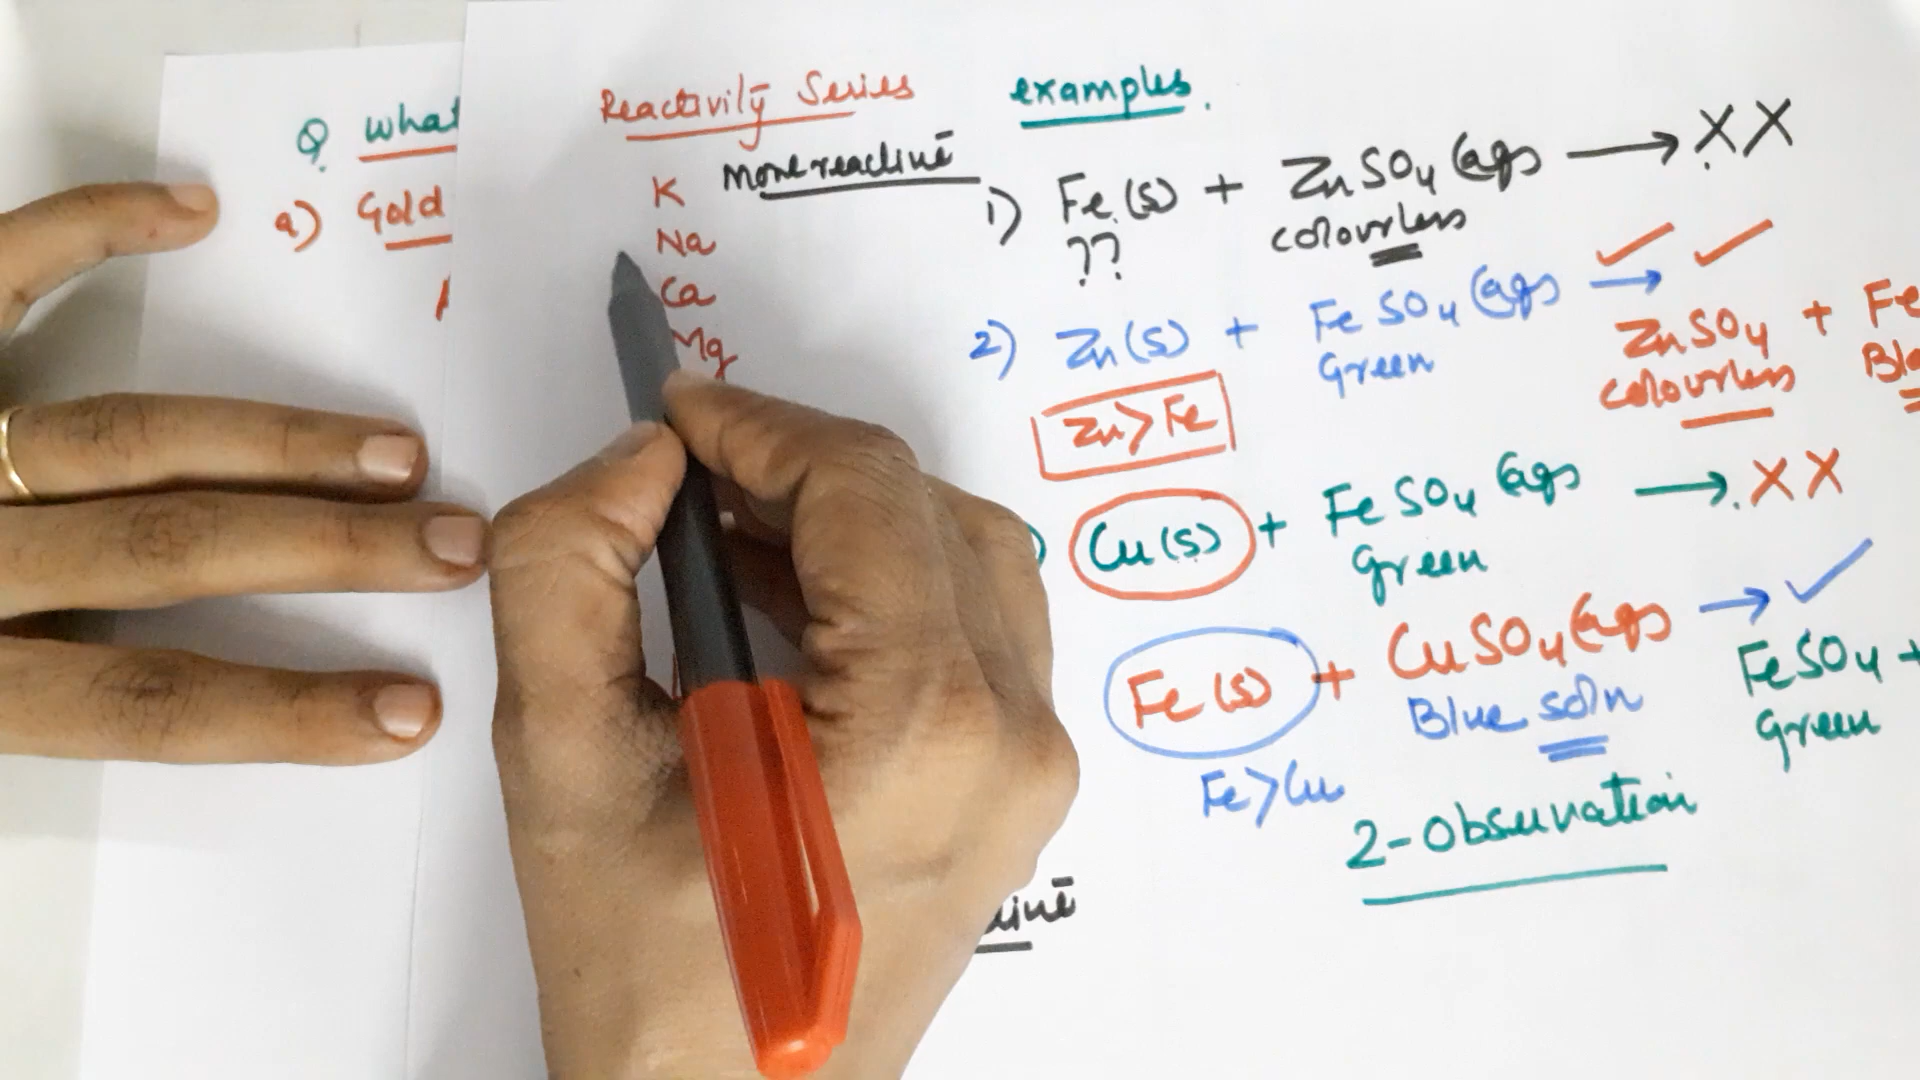 Q What
a) Gold
Reactivity Series
More reactive
K
Na
Ca
Mg
examples.
1) Fe(s) + ZnSO4 (aq) → XX
??
colourless
2) Zn(s) + FeSO4 (aq) → ✓ ✓
Green
ZnSO4 + Fe
colourless
Zn>Fe
) Cu(s) + FeSO4 (aq) → XX
Green
Fe(s) + CuSO4 (aq) → ✓
Blue soln
FeSO4 +
Green
Fe>Cu
2-Observation